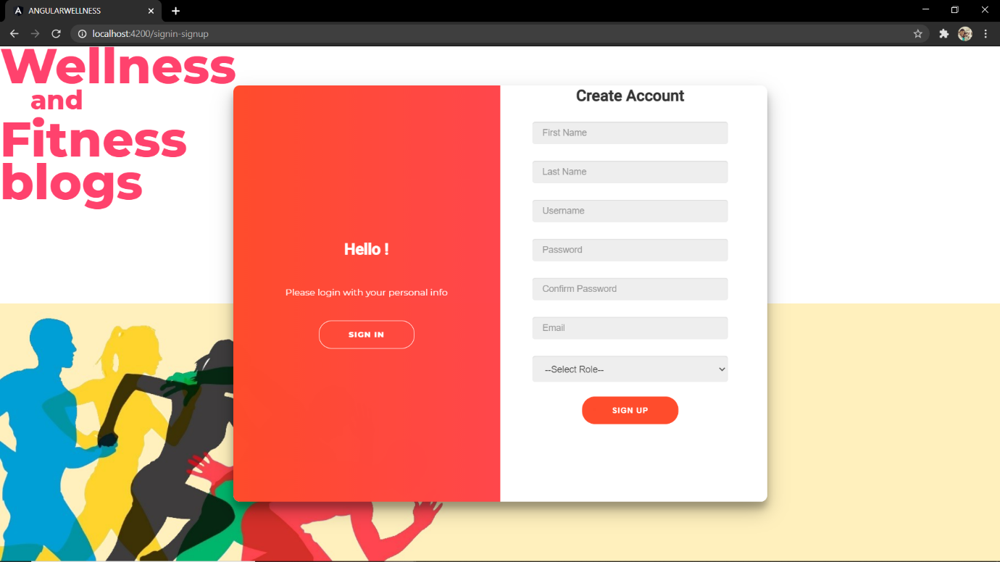 ANGULARWELLNESS
localhost:4200/signin-signup
Wellness
and
Fitness
blogs
Hello !
Please login with your personal info
SIGN IN
Create Account
First Name
Last Name
Username
Password
Confirm Password
Email
--Select Role--
SIGN UP